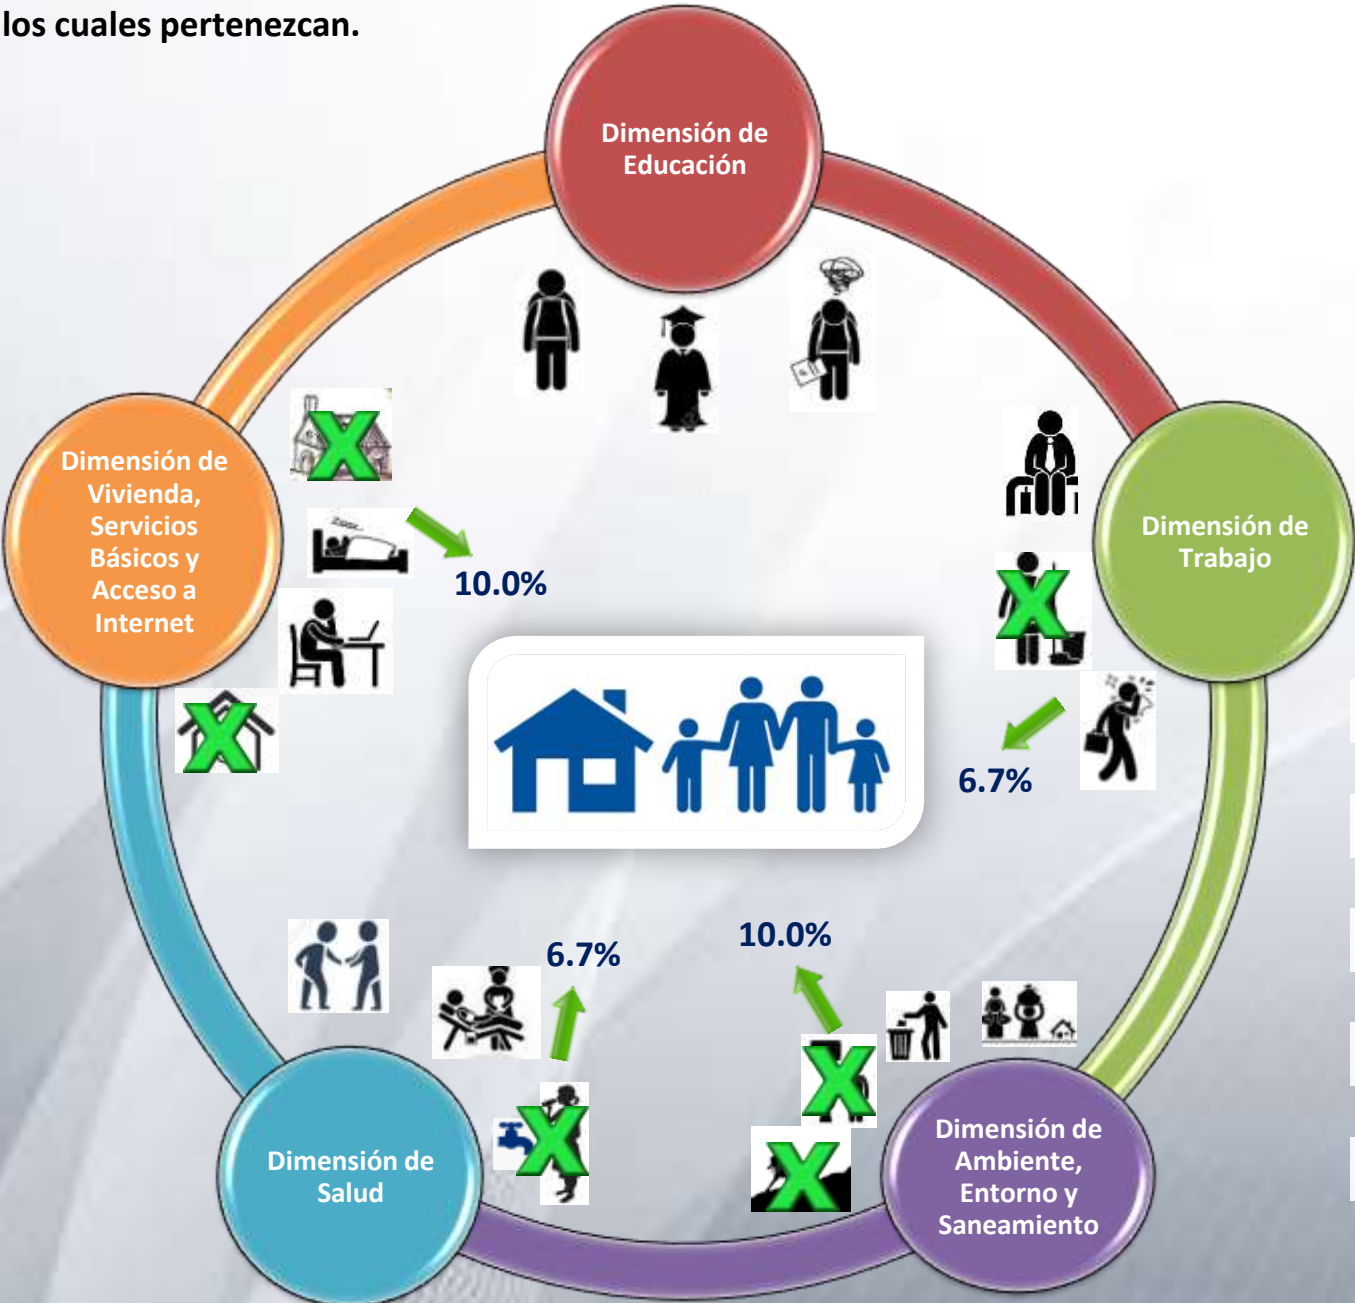 los cuales pertenezcan.
Dimensión de
Educación
Dimensión de
Vivienda,
Servicios
Básicos y
Acceso a
Internet
10.0%
Dimensión de
Trabajo
6.7%
6.7%
10.0%
Dimensión de
Salud
Dimensión de
Ambiente,
Entorno y
Saneamiento